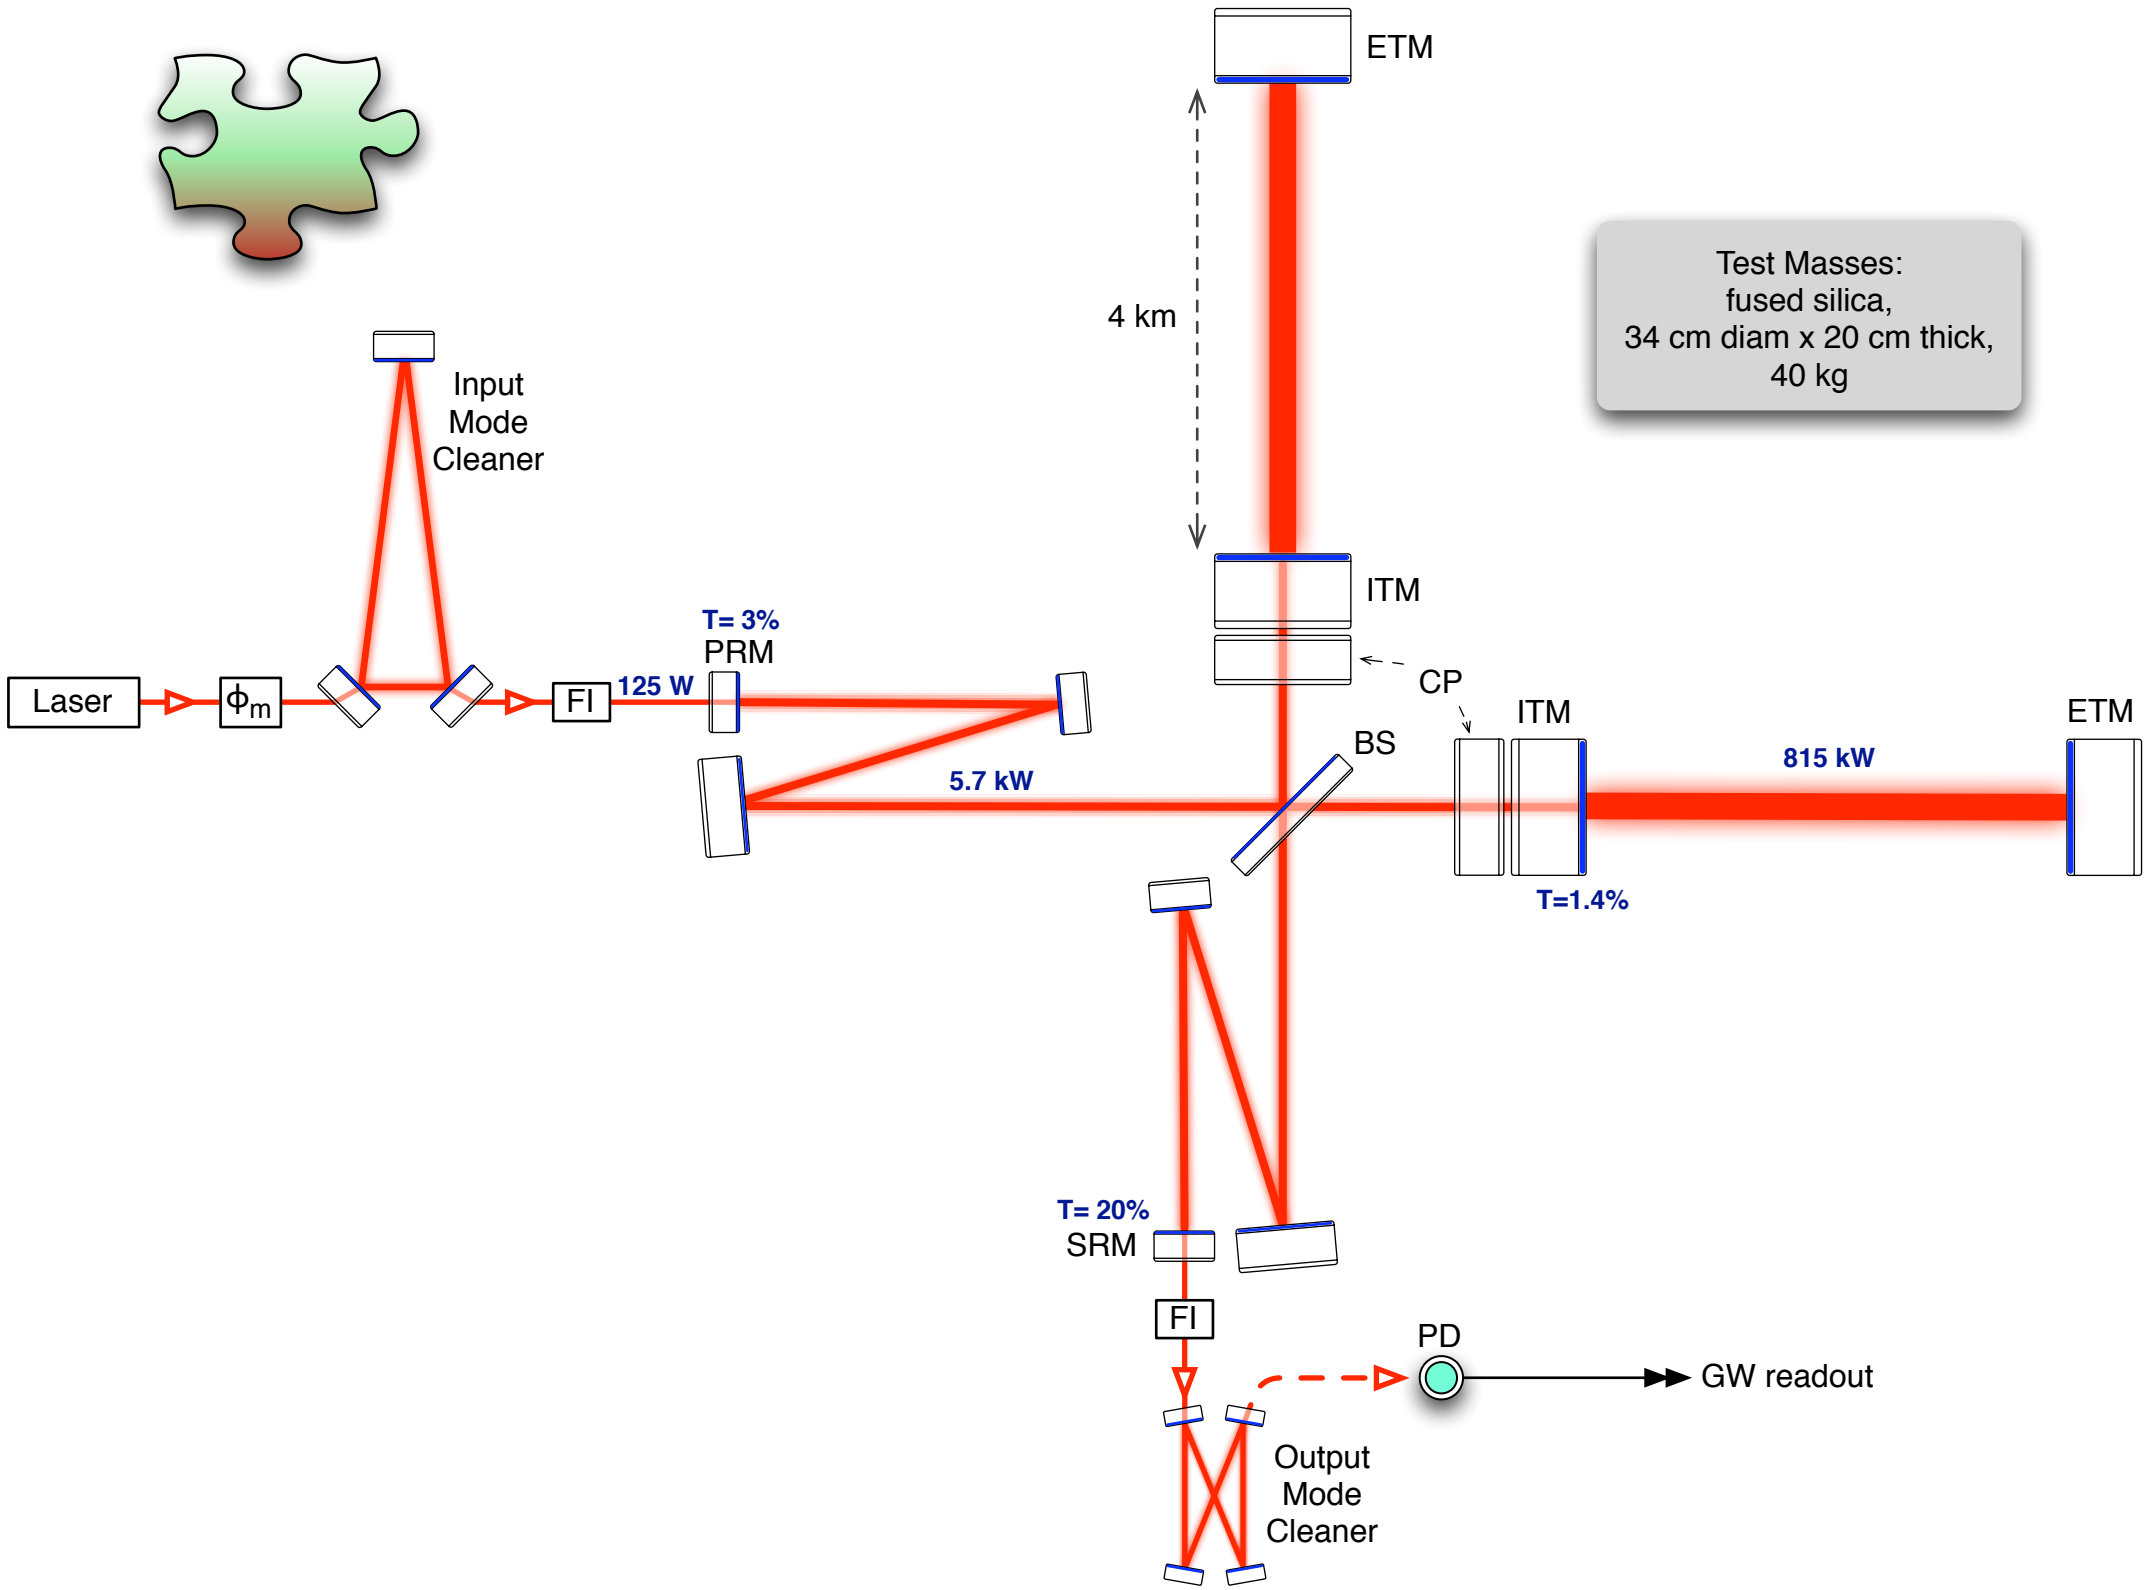 ETM
Test Masses:
fused silica,
34 cm diam x 20 cm thick,
40 kg
4 km
Input
Mode
Cleaner
ITM
T= 3%
PRM
CP
Laser
ϕm
FI
125 W
ITM
ETM
BS
5.7 kW
815 kW
T=1.4%
T= 20%
SRM
FI
PD
GW readout
Output
Mode
Cleaner